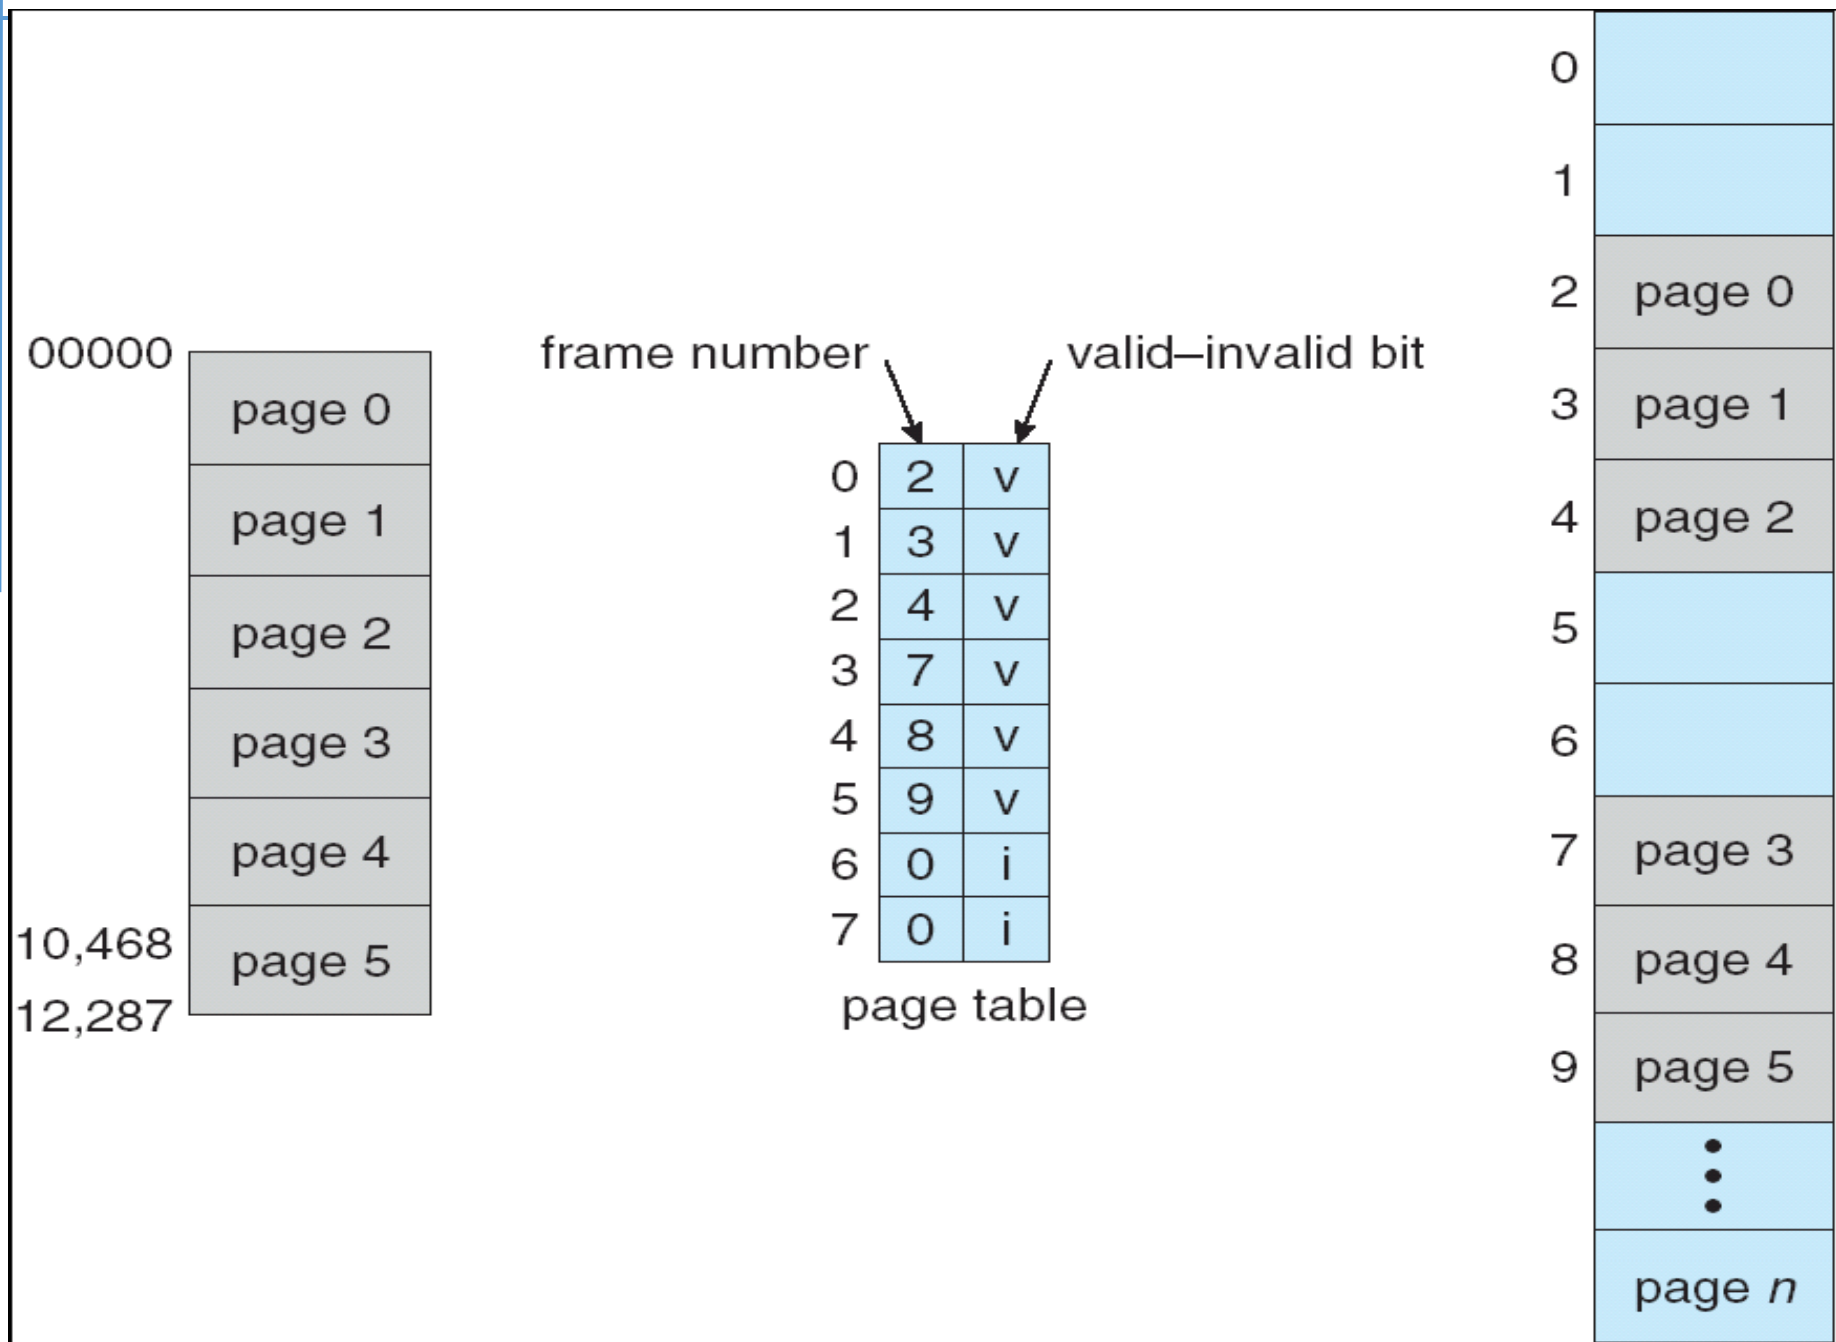 00000
page 0
page 1
page 2
page 3
page 4
10,468
page 5
12,287
frame number
valid–invalid bit
0 2 v
1 3 v
2 4 v
3 7 v
4 8 v
5 9 v
6 0 i
7 0 i
page table
0
1
2 page 0
3 page 1
4 page 2
5
6
7 page 3
8 page 4
9 page 5
page n